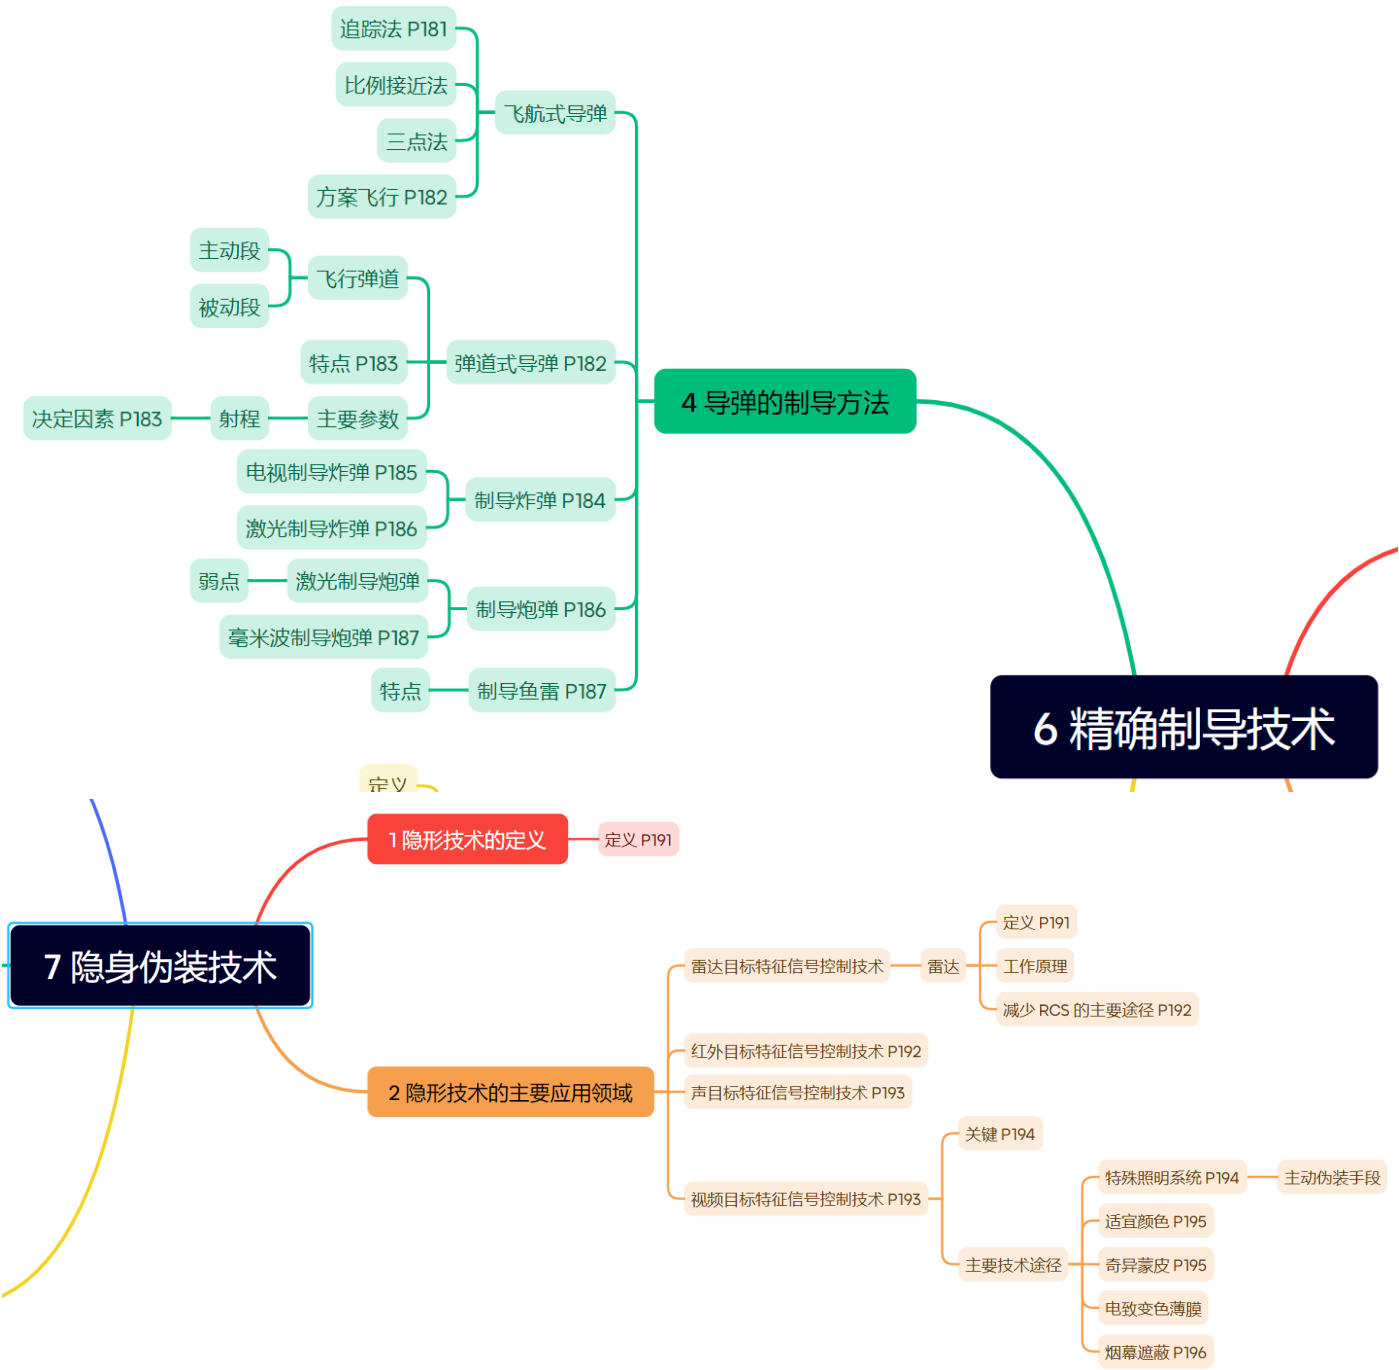 追踪法 P181
比例接近法
飞航式导弹
三点法
方案飞行 P182
主动段
飞行弹道
被动段
特点 P183
弹道式导弹 P182
4 导弹的制导方法
决定因素 P183
射程
主要参数
电视制导炸弹 P185
制导炸弹 P184
激光制导炸弹 P186
弱点
激光制导炮弹
制导炮弹 P186
毫米波制导炮弹 P187
特点
制导鱼雷 P187
6 精确制导技术
定义
1 隐形技术的定义
定义 P191
7 隐身伪装技术
定义 P191
雷达目标特征信号控制技术
雷达
工作原理
减少 RCS 的主要途径 P192
红外目标特征信号控制技术 P192
2 隐形技术的主要应用领域
声目标特征信号控制技术 P193
关键 P194
视频目标特征信号控制技术 P193
特殊照明系统 P194
主动伪装手段
适宜颜色 P195
主要技术途径
奇异蒙皮 P195
电致变色薄膜
烟幕遮蔽 P196